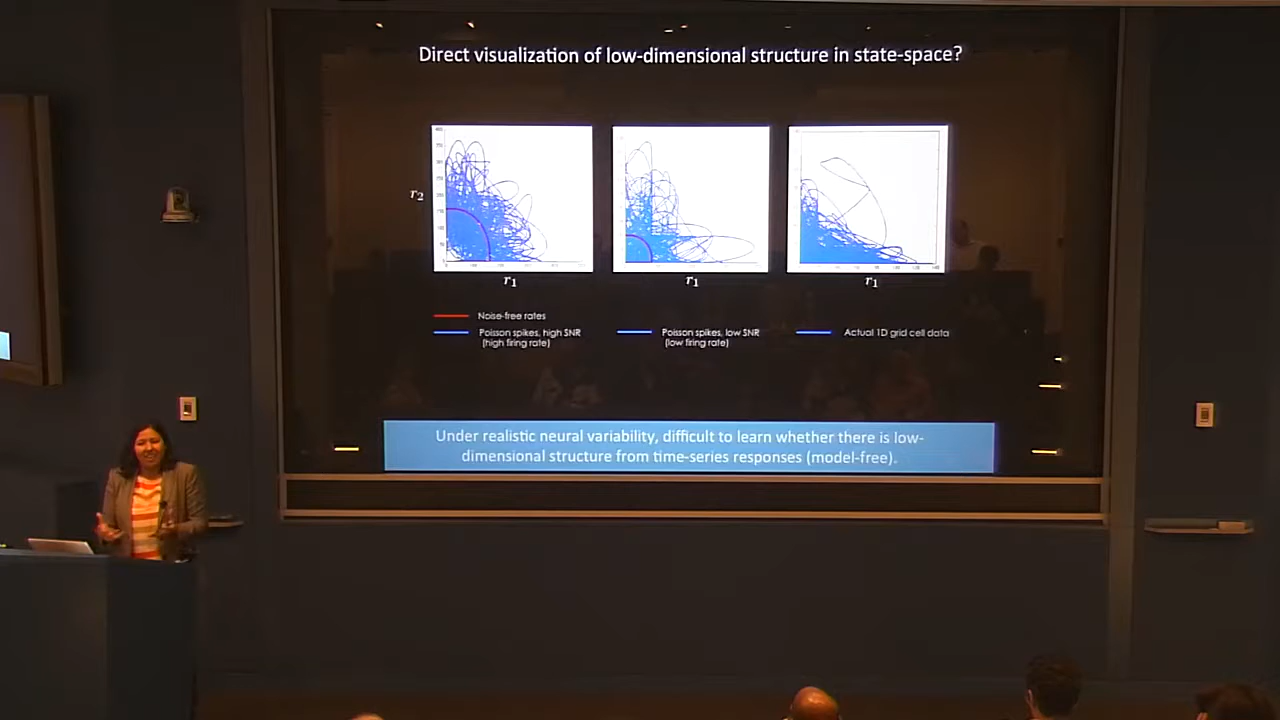 Direct visualization of low-dimensional structure in state-space?
r₂
r₁
r₁
r₁
Noise-free rates
Poisson spikes, high SNR
(high firing rate)
Poisson spikes, low SNR
(low firing rate)
Actual 1D grid cell data
Under realistic neural variability, difficult to learn whether there is low-
dimensional structure from time-series responses (model-free).